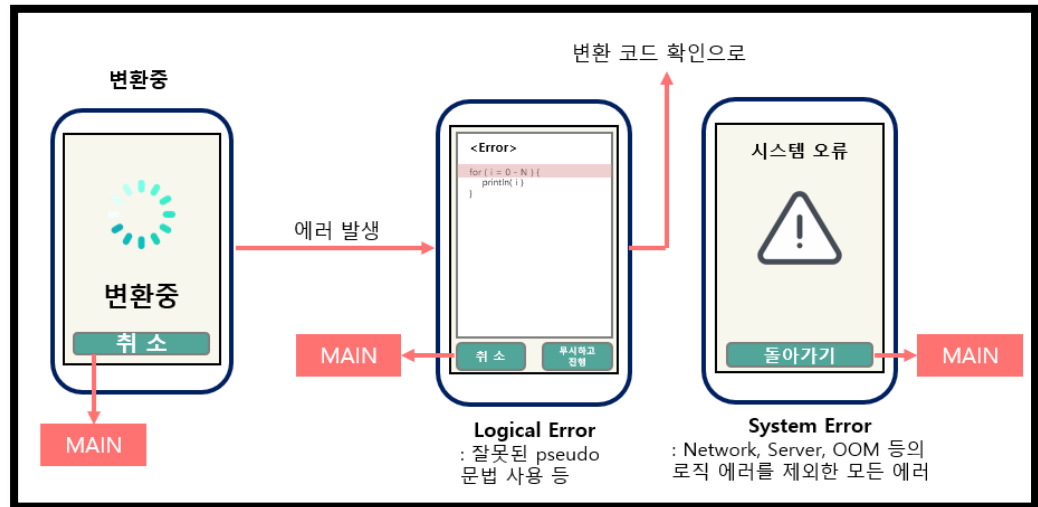 변환 코드 확인으로
변환중
변환중
취 소
MAIN
에러 발생
<Error>
for ( i = 0 - N ) {
println( i )
}
취 소
무시하고
진행
MAIN
Logical Error
: 잘못된 pseudo
문법 사용 등
시스템 오류
돌아가기
MAIN
System Error
: Network, Server, OOM 등의
로직 에러를 제외한 모든 에러